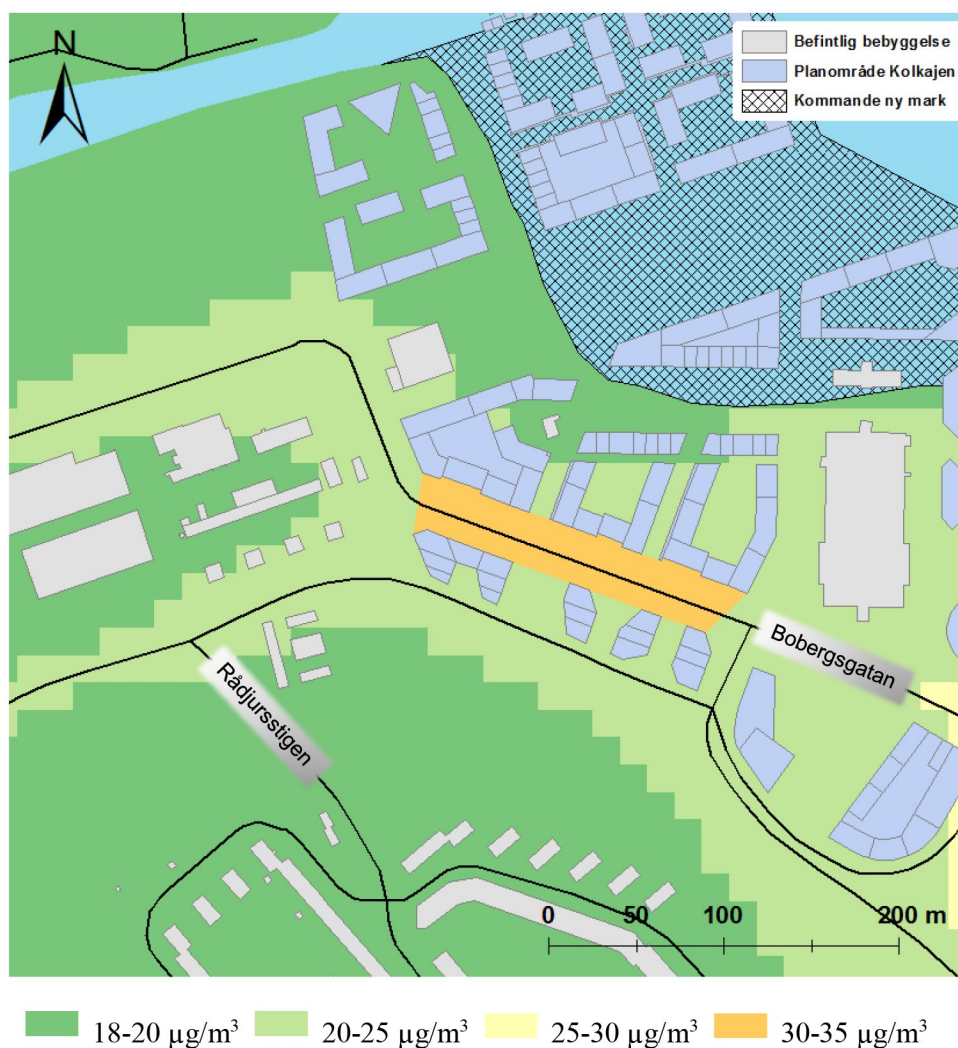 N
Befintlig bebyggelse
Planområde Kolkajen
Kommande ny mark
Bobergsgatan
Rådjursstigen
0 50 100 200 m
18-20 µg/m³ 20-25 µg/m³ 25-30 µg/m³ 30-35 µg/m³